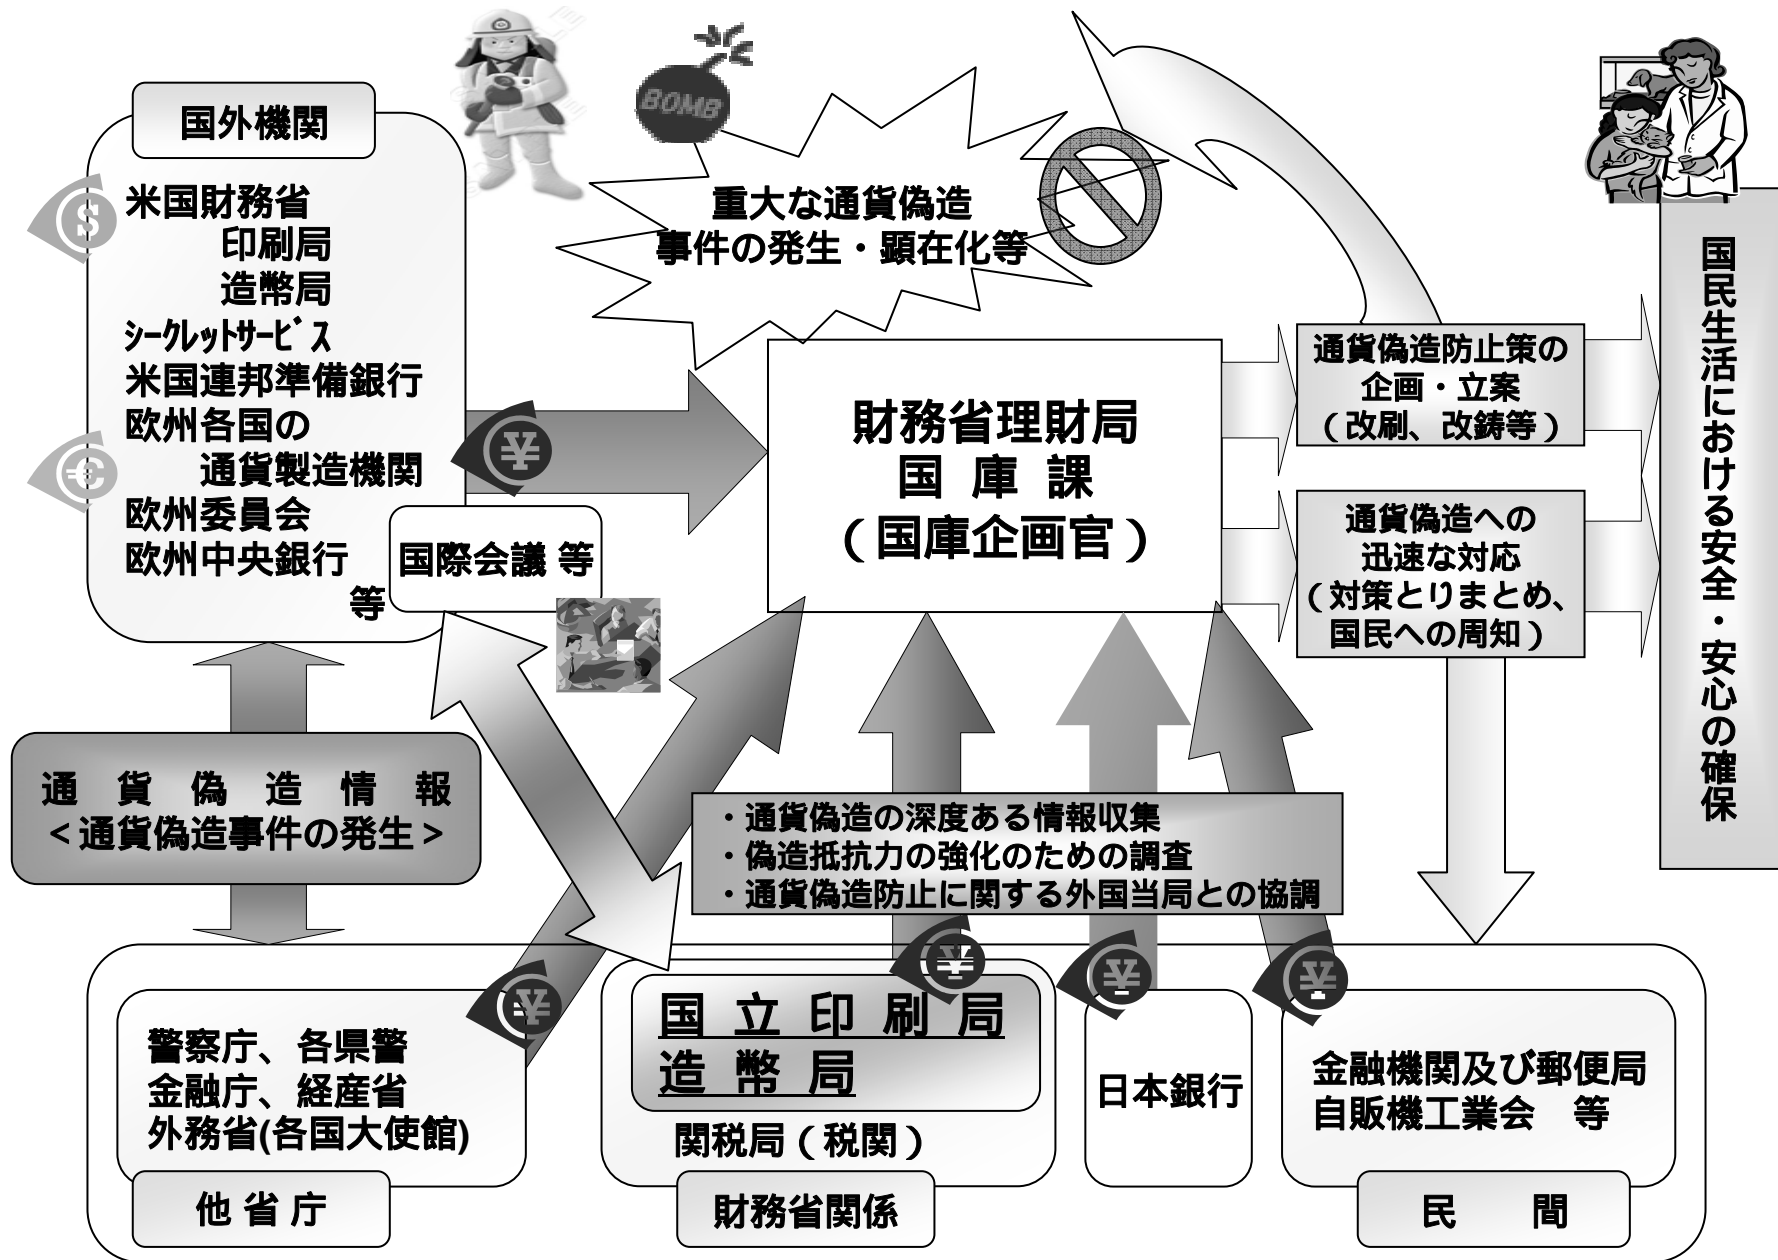 国外機関
米国財務省
印刷局
造幣局
ｼｰｸﾚｯﾄｻｰﾋﾞｽ
米国連邦準備銀行
欧州各国の
通貨製造機関
欧州委員会
欧州中央銀行
等
国際会議 等
BOMB
重大な通貨偽造
事件の発生・顕在化等
財務省理財局
国 庫 課
（国庫企画官）
通貨偽造防止策の
企画・立案
（改刷、改鋳等）
通貨偽造への
迅速な対応
（対策とりまとめ、
国民への周知）
国民生活における安全・安心の確保
通 貨 偽 造 情 報
＜通貨偽造事件の発生＞
・通貨偽造の深度ある情報収集
・偽造抵抗力の強化のための調査
・通貨偽造防止に関する外国当局との協調
警察庁、各県警
金融庁、経産省
外務省(各国大使館)
他 省 庁
国 立 印 刷 局
造 幣 局
関税局（税関）
財務省関係
日本銀行
金融機関及び郵便局
自販機工業会　等
民　　間